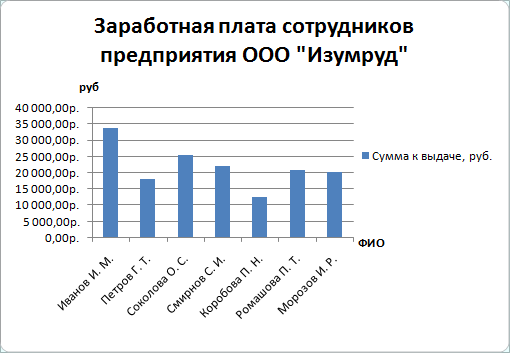 Заработная плата сотрудников
предприятия ООО "Изумруд"
руб
40 000,00р.
35 000,00р.
30 000,00р.
25 000,00р.
20 000,00р.
15 000,00р.
10 000,00р.
5 000,00р.
0,00р.
Сумма к выдаче, руб.
ФИО
Иванов И. М.
Петров Г. Т.
Соколова О. С.
Смирнов С. И.
Коробова П. Н.
Ромашова П. Т.
Морозов И. Р.